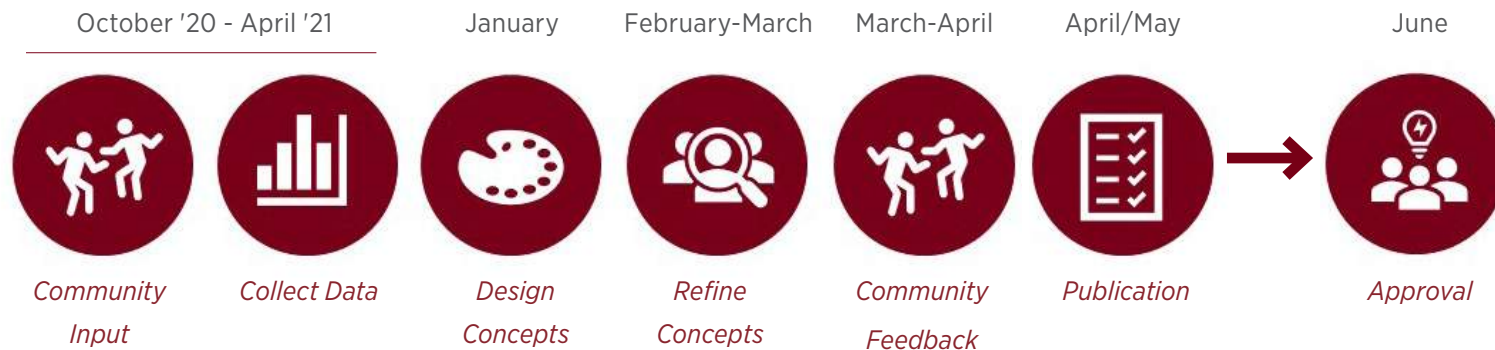 October '20 - April '21 January February-March March-April April/May June
Community Collect Data Design Refine Community Publication Approval
Input Concepts Concepts Feedback